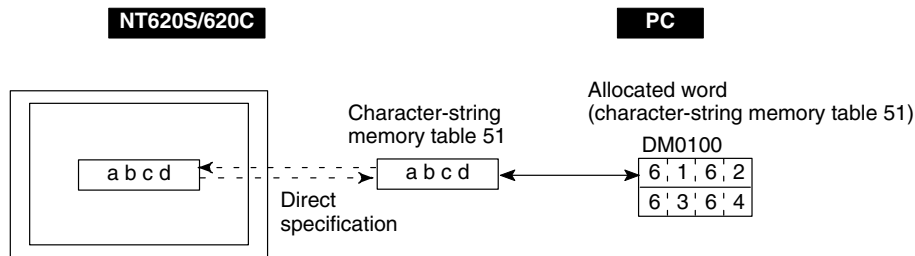 NT620S/620C
PC
Allocated word
(character-string memory table 51)
Character-string
memory table 51
DM0100
a b c d
a b c d
6 1 6 2
6 3 6 4
Direct
specification